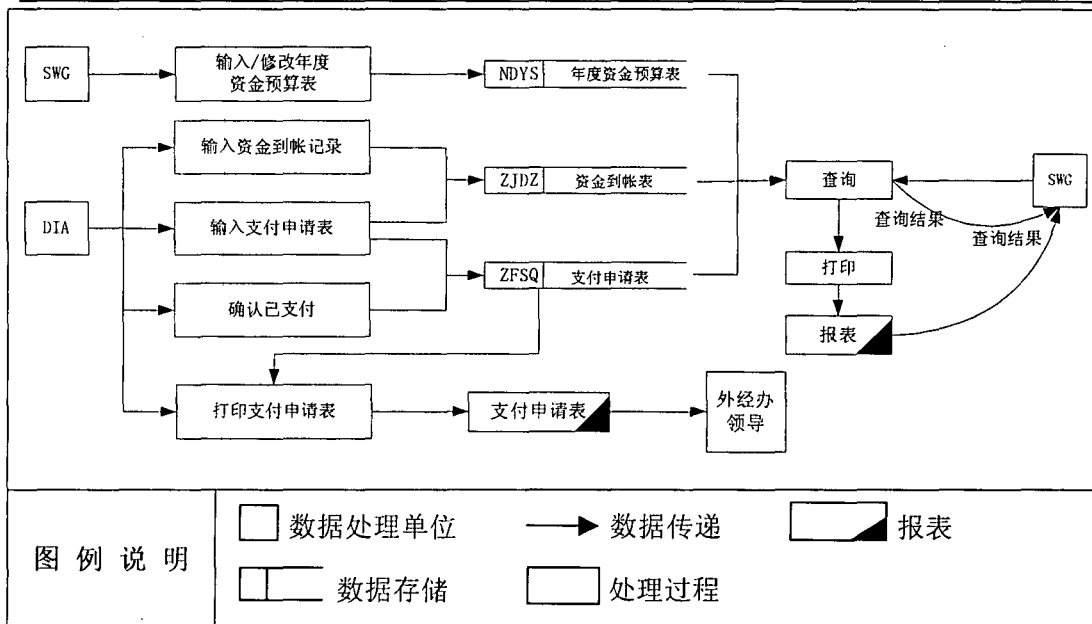 SWG
输入/修改年度
资金预算表
NDYS
年度资金预算表
输入资金到帐记录
ZJDZ
资金到帐表
查询
SWG
DIA
输入支付申请表
查询结果
查询结果
ZFSQ
支付申请表
打印
确认已支付
报表
打印支付申请表
支付申请表
外经办
领导
图例说明
数据处理单位
数据传递
报表
数据存储
处理过程